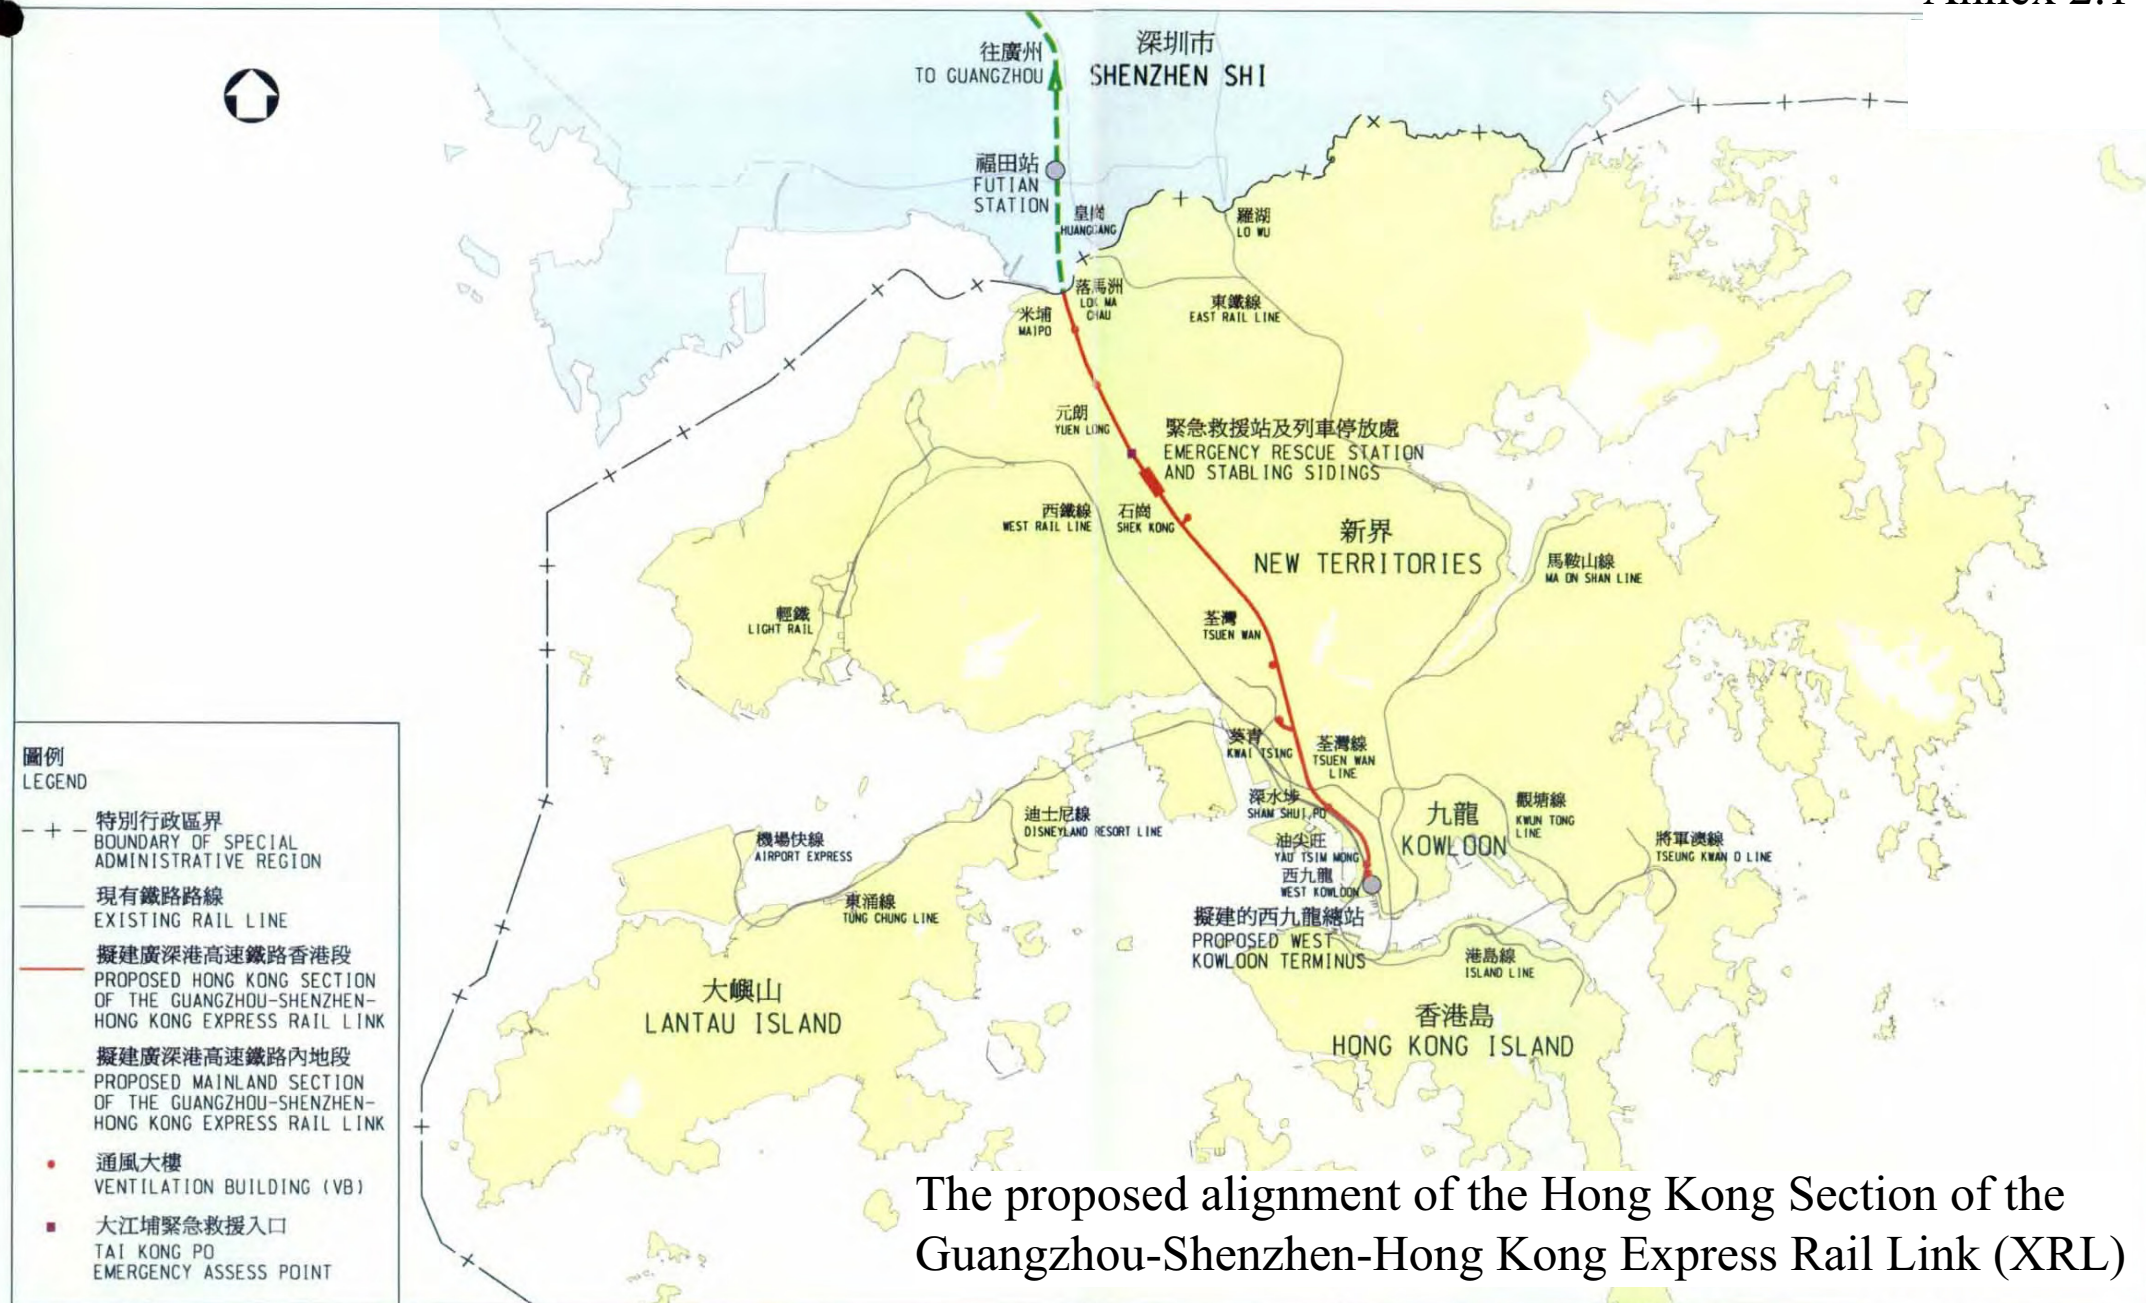 往廣州
TO GUANGZHOU
深圳市
SHENZHEN SHI
福田站
FUTIAN
STATION
皇崗
HUANGGANG
羅湖
LO WU
落馬洲
LOK MA
CHAU
米埔
MAIPO
東鐵線
EAST RAIL LINE
元朗
YUEN LONG
緊急救援站及列車停放處
EMERGENCY RESCUE STATION
AND STABLING SIDINGS
西鐵線
WEST RAIL LINE
石崗
SHEK KONG
新界
NEW TERRITORIES
馬鞍山線
MA ON SHAN LINE
輕鐵
LIGHT RAIL
荃灣
TSUEN WAN
葵青
KWAI TSING
荃灣線
TSUEN WAN
LINE
深水埗
SHAM SHUI PO
迪士尼線
DISNEYLAND RESORT LINE
九龍
KOWLOON
觀塘線
KWUN TONG
LINE
機場快線
AIRPORT EXPRESS
油尖旺
YAU TSIM MONG
將軍澳線
TSEUNG KWAN O LINE
西九龍
WEST KOWLOON
東涌線
TUNG CHUNG LINE
擬建的西九龍總站
PROPOSED WEST
KOWLOON TERMINUS
港島線
ISLAND LINE
大嶼山
LANTAU ISLAND
香港島
HONG KONG ISLAND
圖例
LEGEND
特別行政區界
BOUNDARY OF SPECIAL
ADMINISTRATIVE REGION
現有鐵路路線
EXISTING RAIL LINE
擬建廣深港高速鐵路香港段
PROPOSED HONG KONG SECTION
OF THE GUANGZHOU-SHENZHEN-
HONG KONG EXPRESS RAIL LINK
擬建廣深港高速鐵路內地段
PROPOSED MAINLAND SECTION
OF THE GUANGZHOU-SHENZHEN-
HONG KONG EXPRESS RAIL LINK
通風大樓
VENTILATION BUILDING (VB)
大江埔緊急救援入口
TAI KONG PO
EMERGENCY ASSESS POINT
The proposed alignment of the Hong Kong Section of the
Guangzhou-Shenzhen-Hong Kong Express Rail Link (XRL)